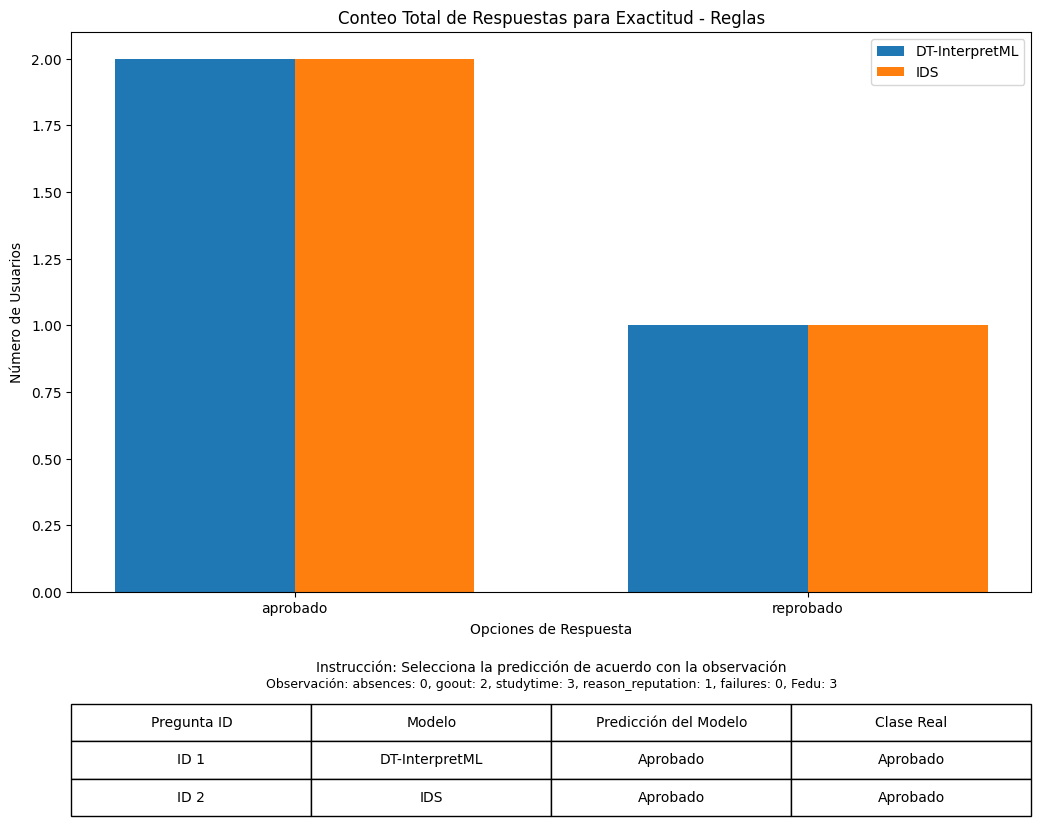 Conteo Total de Respuestas para Exactitud - Reglas
DT-InterpretML
IDS
Número de Usuarios
2.00
1.75
1.50
1.25
1.00
0.75
0.50
0.25
0.00
aprobado reprobado
Opciones de Respuesta
Instrucción: Selecciona la predicción de acuerdo con la observación
Observación: absences: 0, goout: 2, studytime: 3, reason_reputation: 1, failures: 0, Fedu: 3
Pregunta ID Modelo Predicción del Modelo Clase Real
ID 1 DT-InterpretML Aprobado Aprobado
ID 2 IDS Aprobado Aprobado